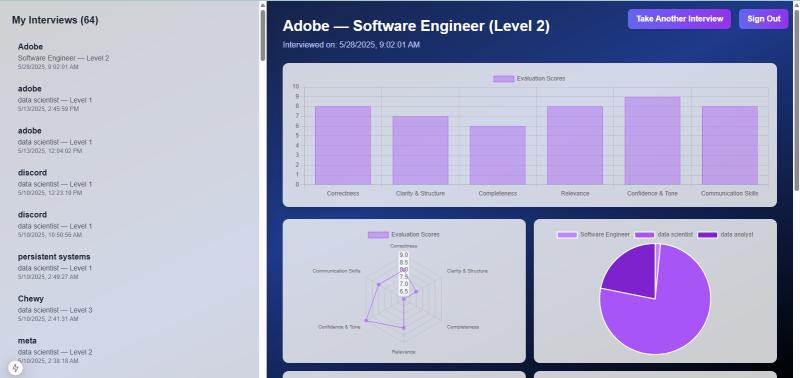 My Interviews (64)
Adobe
Software Engineer — Level 2
5/28/2025, 9:02:01 AM
adobe
data scientist — Level 1
5/13/2025, 2:45:59 PM
adobe
data scientist — Level 1
5/13/2025, 12:04:02 PM
discord
data scientist — Level 1
5/10/2025, 12:23:19 PM
discord
data scientist — Level 1
5/10/2025, 10:50:56 AM
persistent systems
data scientist — Level 1
5/10/2025, 2:49:27 AM
Chewy
data scientist — Level 3
5/10/2025, 2:41:31 AM
meta
data scientist — Level 2
5/10/2025, 2:38:18 AM
Adobe — Software Engineer (Level 2)
Take Another Interview
Sign Out
Interviewed on: 5/28/2025, 9:02:01 AM
Evaluation Scores
10
9
8
7
6
5
4
3
2
1
0
Correctness Clarity & Structure Completeness Relevance Confidence & Tone Communication Skills
Evaluation Scores
Correctness
9.0
8.5
8.0
7.5
7.0
6.5
Communication Skills
Clarity & Structure
Confidence & Tone
Completeness
Relevance
Software Engineer data scientist data analyst